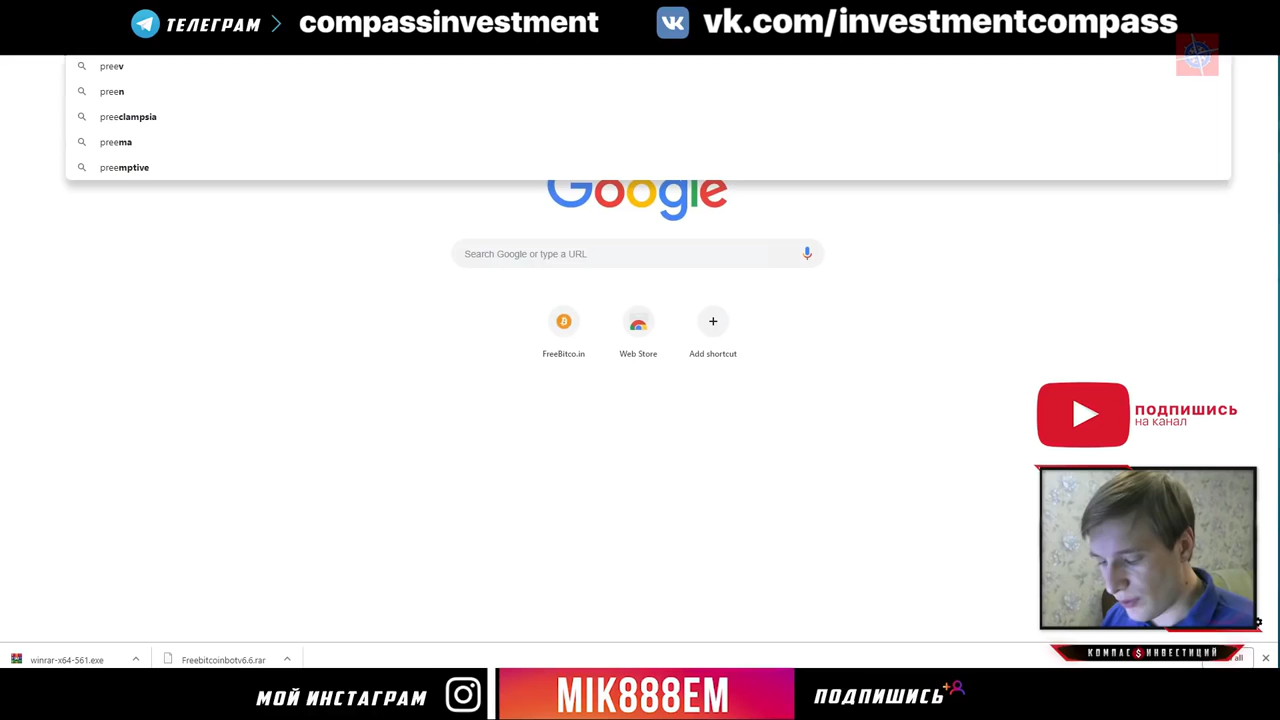 ТЕЛЕГРАМ > compassinvestment
vk.com/investmentcompass
preev
preen
preeclampsia
preema
preemptive
Google
Search Google or type a URL
FreeBitco.in
Web Store
Add shortcut
ПОДПИШИСЬ
НА КАНАЛ
КОМПАС $ ИНВЕСТИЦИЙ
all
winrar-x64-561.exe
Freebitcoinbotv6.6.rar
МОЙ ИНСТАГРАМ
MIK888EM
ПОДПИШИСЬ